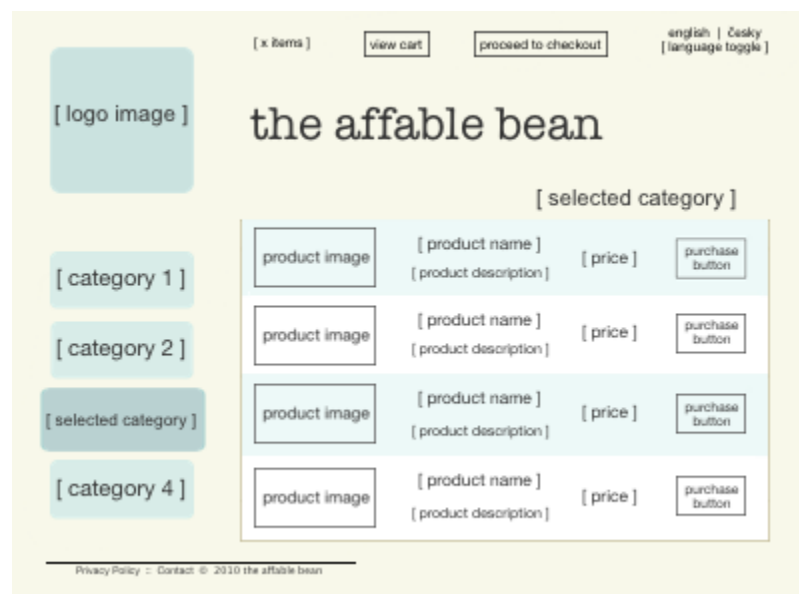 [ x items ]
view cart
proceed to checkout
english | česky
[ language toggle ]
[ logo image ]
the affable bean
[ selected category ]
[ category 1 ]
[ category 2 ]
[ selected category ]
[ category 4 ]
product image
[ product name ]
[ product description ]
[ price ]
purchase
button
product image
[ product name ]
[ product description ]
[ price ]
purchase
button
product image
[ product name ]
[ product description ]
[ price ]
purchase
button
product image
[ product name ]
[ product description ]
[ price ]
purchase
button
Privacy Policy :: Contact © 2010 the affable bean